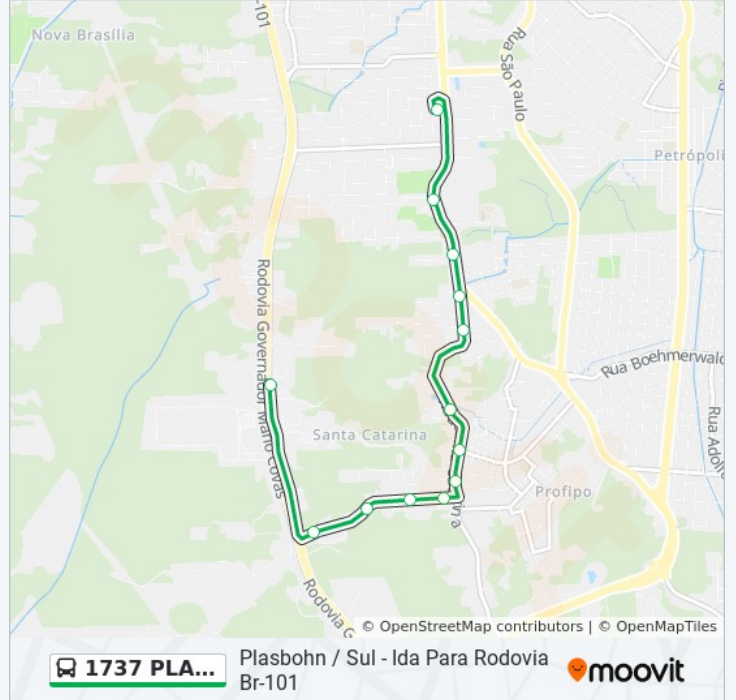 -101
Nova Brasília
Rua São Paulo
Petrópoli
Rodovia Governador Mário Covas
Rua Boehmerwald
Santa Catarina
Rua Adol
Profipo
ina
Rodovia G
© OpenStreetMap contributors | © OpenMapTiles
1737 PLA...
Plasbohn / Sul - Ida Para Rodovia
Br-101
moovit